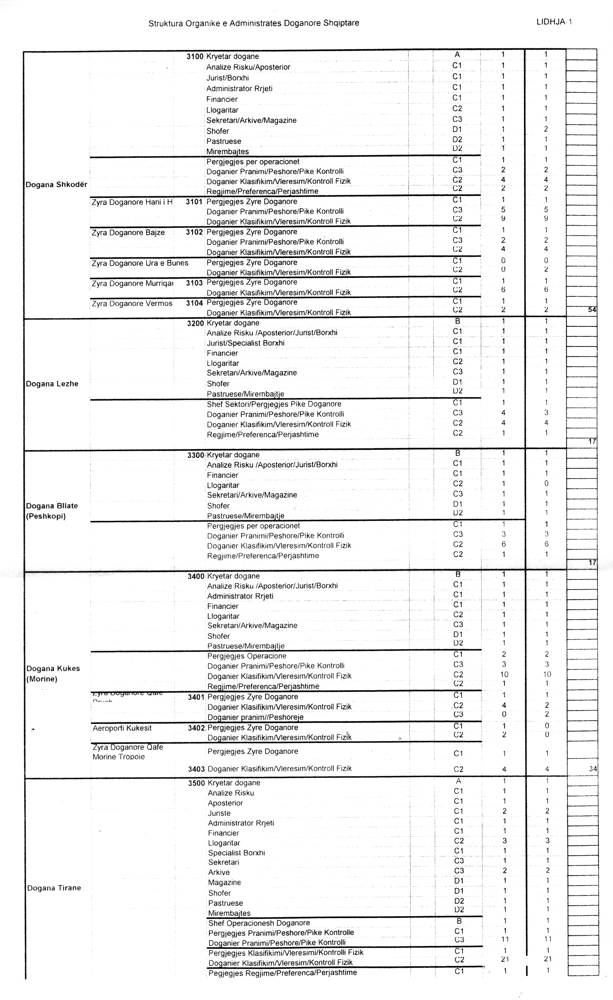 Struktura Organike e Administrates Doganore Shqiptare LIDHJA 1
3100 Kryetar dogane A 1 1
Analize Risku/Aposterior C1 1 1
Jurist/Borxhi C1 1 1
Administrator Rrjeti C1 1 1
Financier C1 1 1
Llogaritar C2 1 1
Sekretari/Arkive/Magazine C3 1 1
Shofer D1 1 2
Pastruese D2 1 1
Mirembajtes D2 1 1
Pergjegjes per operacionet C1 1 1
Doganier Pranimi/Peshore/Pike Kontrolli C3 2 2
Dogana Shkodër Doganier Klasifikim/Vleresim/Kontroll Fizik C2 4 4
Regjime/Preferenca/Perjashtime C2 2 2
Zyra Doganore Hani i H 3101 Pergjegjes Zyre Doganore C1 1 1
Doganier Pranimi/Peshore/Pike Kontrolli C3 5 5
Doganier Klasifikim/Vleresim/Kontroll Fizik C2 9 9
Zyra Doganore Bajze 3102 Pergjegjes Zyre Doganore C1 1 1
Doganier Pranimi/Peshore/Pike Kontrolli C3 2 2
Doganier Klasifikim/Vleresim/Kontroll Fizik C2 4 4
Zyra Doganore Ura e Bunes Pergjegjes Zyre Doganore C1 0 0
Doganier Klasifikim/Vleresim/Kontroll Fizik C2 0 2
Zyra Doganore Murriqar 3103 Pergjegjes Zyre Doganore C1 1 1
Doganier Klasifikim/Vleresim/Kontroll Fizik C2 6 6
Zyra Doganore Vermos 3104 Pergjegjes Zyre Doganore C1 1 1
Doganier Klasifikim/Vleresim/Kontroll Fizik C2 2 2 54
3200 Kryetar dogane B 1 1
Analize Risku /Aposterior/Jurist/Borxhi C1 1 1
Jurist/Specialist Borxhi C1 1 1
Financier C1 1 1
Llogaritar C2 1 1
Sekretari/Arkive/Magazine C3 1 1
Dogana Lezhe Shofer D1 1 1
Pastruese/Mirembajtje D2 1 1
Shef Sektori/Pergjegjes Pike Doganore C1 1 1
Doganier Pranimi/Peshore/Pike Kontrolli C3 4 3
Doganier Klasifikim/Vleresim/Kontroll Fizik C2 4 4
Regjime/Preferenca/Perjashtime C2 1 1
17
3300 Kryetar dogane B 1 1
Analize Risku /Aposterior/Jurist/Borxhi C1 1 1
Financier C1 1 1
Llogaritar C2 1 0
Sekretari/Arkive/Magazine C3 1 1
Dogana Bllate Shofer D1 1 1
(Peshkopi) Pastruese/Mirembajtje D2 1 1
Pergjegjes per operacionet C1 1 1
Doganier Pranimi/Peshore/Pike Kontrolli C3 3 3
Doganier Klasifikim/Vleresim/Kontroll Fizik C2 6 6
Regjime/Preferenca/Perjashtime C2 1 1
17
3400 Kryetar dogane B 1 1
Analize Risku /Aposterior/Jurist/Borxhi C1 1 1
Administrator Rrjeti C1 1 1
Financier C1 1 1
Llogaritar C2 1 1
Sekretari/Arkive/Magazine C3 1 1
Shofer D1 1 1
Pastruese/Mirembajtje D2 1 1
Pergjegjes Operacione C1 2 2
Dogana Kukes Doganier Pranimi/Peshore/Pike Kontrolli C3 3 3
(Morine) Doganier Klasifikim/Vleresim/Kontroll Fizik C2 10 10
Regjime/Preferenca/Perjashtime C2 1 1
Zyra Doganore Qafe 3401 Pergjegjes Zyre Doganore C1 1 1
Doganier Klasifikim/Vleresim/Kontroll Fizik C2 4 2
Doganier pranim//Peshoreje C3 0 2
Aeroporti Kukesit 3402 Pergjegjes Zyre Doganore C1 1 0
Doganier Klasifikim/Vleresim/Kontroll Fizik C2 2 0
Zyra Doganore Qafe
Morine Tropoje Pergjegjes Zyre Doganore C1 1 1
3403 Doganier Klasifikim/Vleresim/Kontroll Fizik C2 4 4 34
3500 Kryetar dogane A 1 1
Analize Risku C1 1 1
Aposterior C1 1 1
Juriste C1 2 2
Administrator Rrjeti C1 1 1
Financier C1 1 1
Llogaritar C2 3 3
Specialist Borxhi C1 1 1
Sekretari C3 1 1
Arkive C3 2 2
Magazine D1 1 1
Dogana Tirane Shofer D1 1 1
Pastruese D2 1 1
Mirembajtes D2 1 1
Shef Operacionesh Doganore B 1 1
Pergjegjes Pranimi/Peshore/Pike Kontrolle C1 1 1
Doganier Pranimi/Peshore/Pike Kontrolli C3 11 11
Pergjegjes Klasifikimi/Vleresimi/Kontrolli Fizik C1 1 1
Doganier Klasifikim/Vleresim/Kontroll Fizik C2 21 21
Pegjegjes Regjime/Preferenca/Perjashtime C1 1 1